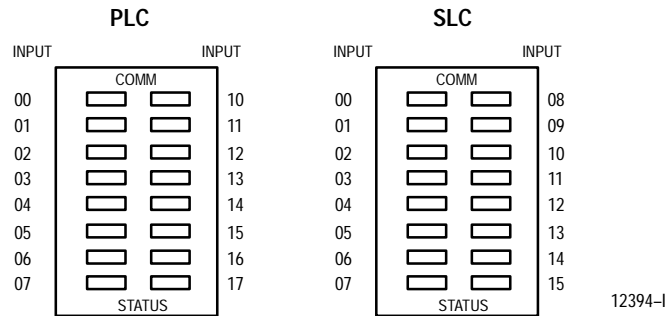 PLC SLC
INPUT INPUT INPUT INPUT
COMM COMM
00 10 00 08
01 11 01 09
02 12 02 10
03 13 03 11
04 14 04 12
05 15 05 13
06 16 06 14
07 17 07 15
STATUS STATUS
12394–I